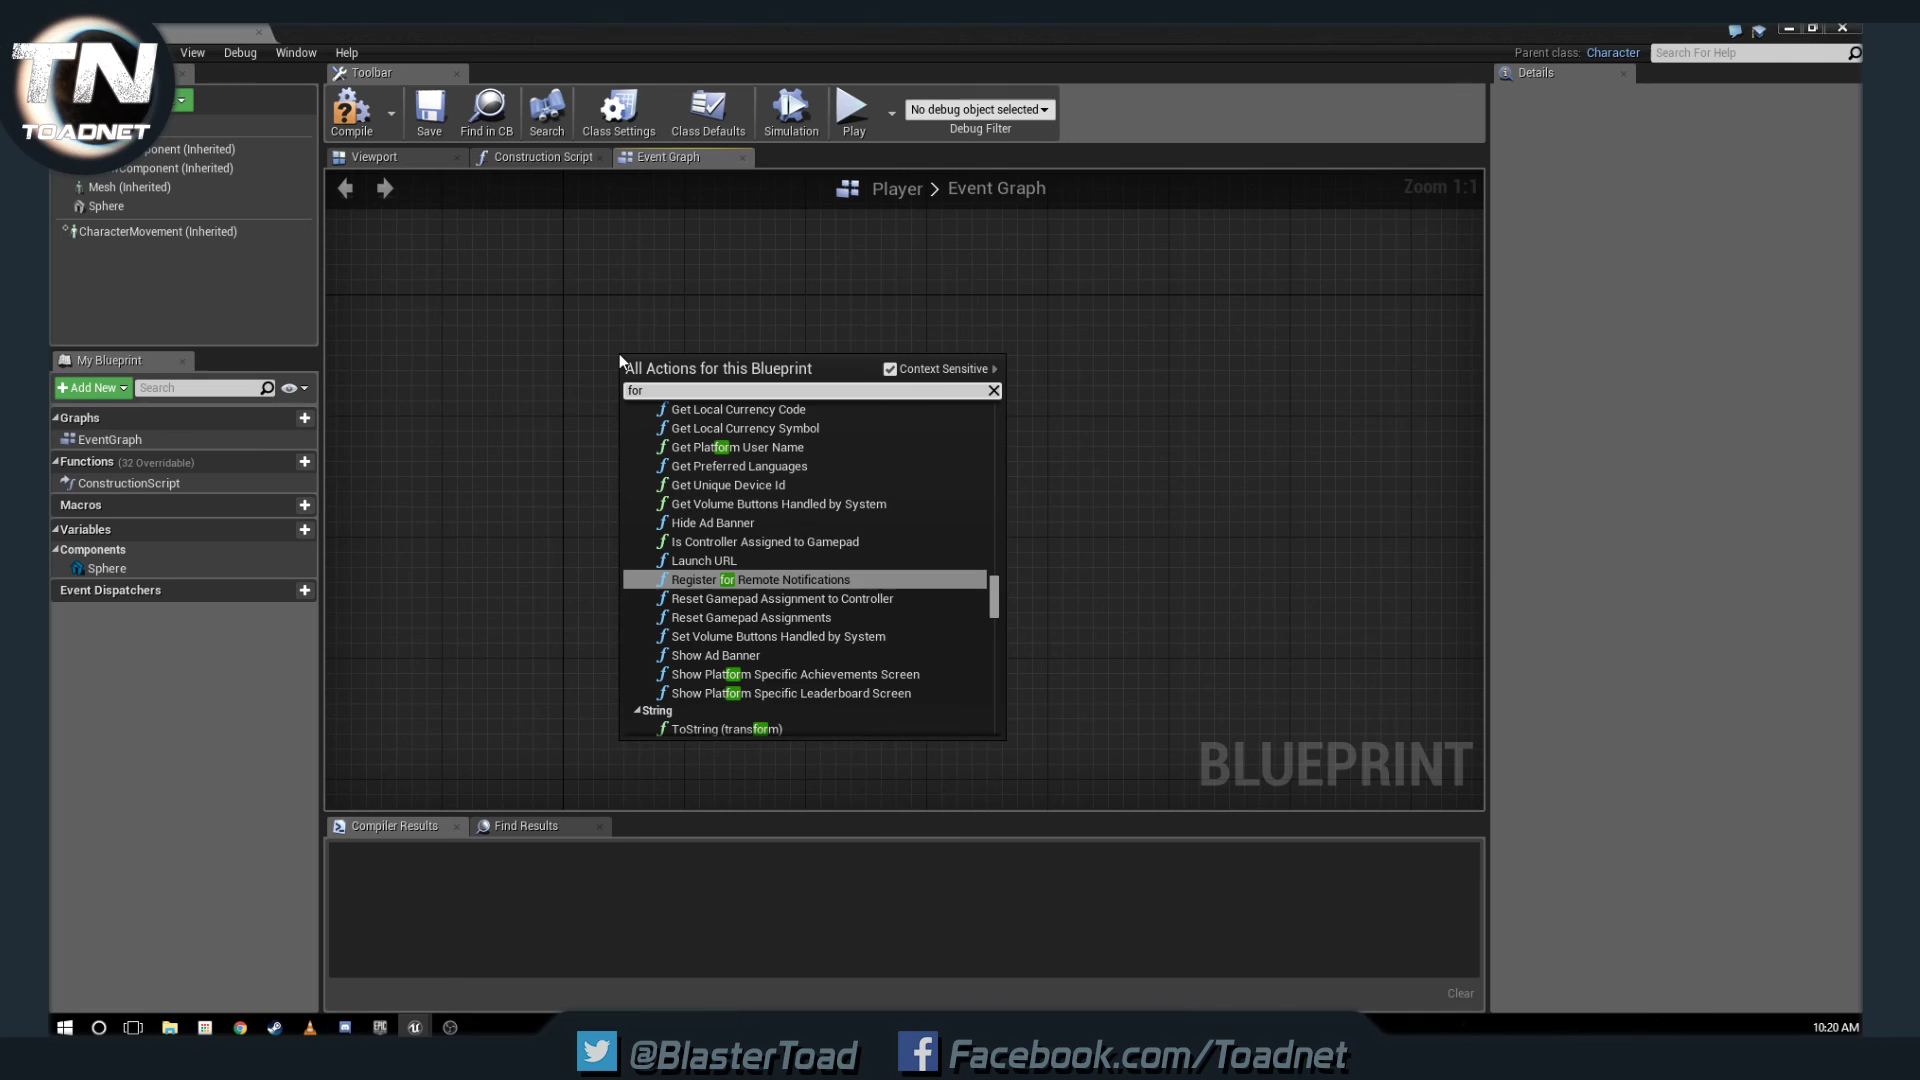 TN
TOADNET
View Debug Window Help
Parent class: Character Search For Help
Toolbar
Details
Compile
Save
Find in CB
Search
Class Settings
Class Defaults
Simulation
Play
No debug object selected
Debug Filter
ponent (Inherited)
Component (Inherited)
Mesh (Inherited)
Sphere
CharacterMovement (Inherited)
Viewport
Construction Script
Event Graph
Player > Event Graph
Zoom 1:1
My Blueprint
Add New
Search
Graphs
EventGraph
Functions (32 Overridable)
ConstructionScript
Macros
Variables
Components
Sphere
Event Dispatchers
All Actions for this Blueprint
Context Sensitive
for
Get Local Currency Code
Get Local Currency Symbol
Get Platform User Name
Get Preferred Languages
Get Unique Device Id
Get Volume Buttons Handled by System
Hide Ad Banner
Is Controller Assigned to Gamepad
Launch URL
Register for Remote Notifications
Reset Gamepad Assignment to Controller
Reset Gamepad Assignments
Set Volume Buttons Handled by System
Show Ad Banner
Show Platform Specific Achievements Screen
Show Platform Specific Leaderboard Screen
String
ToString (transform)
BLUEPRINT
Compiler Results
Find Results
Clear
EPIC
10:20 AM
@BlasterToad
Facebook.com/Toadnet